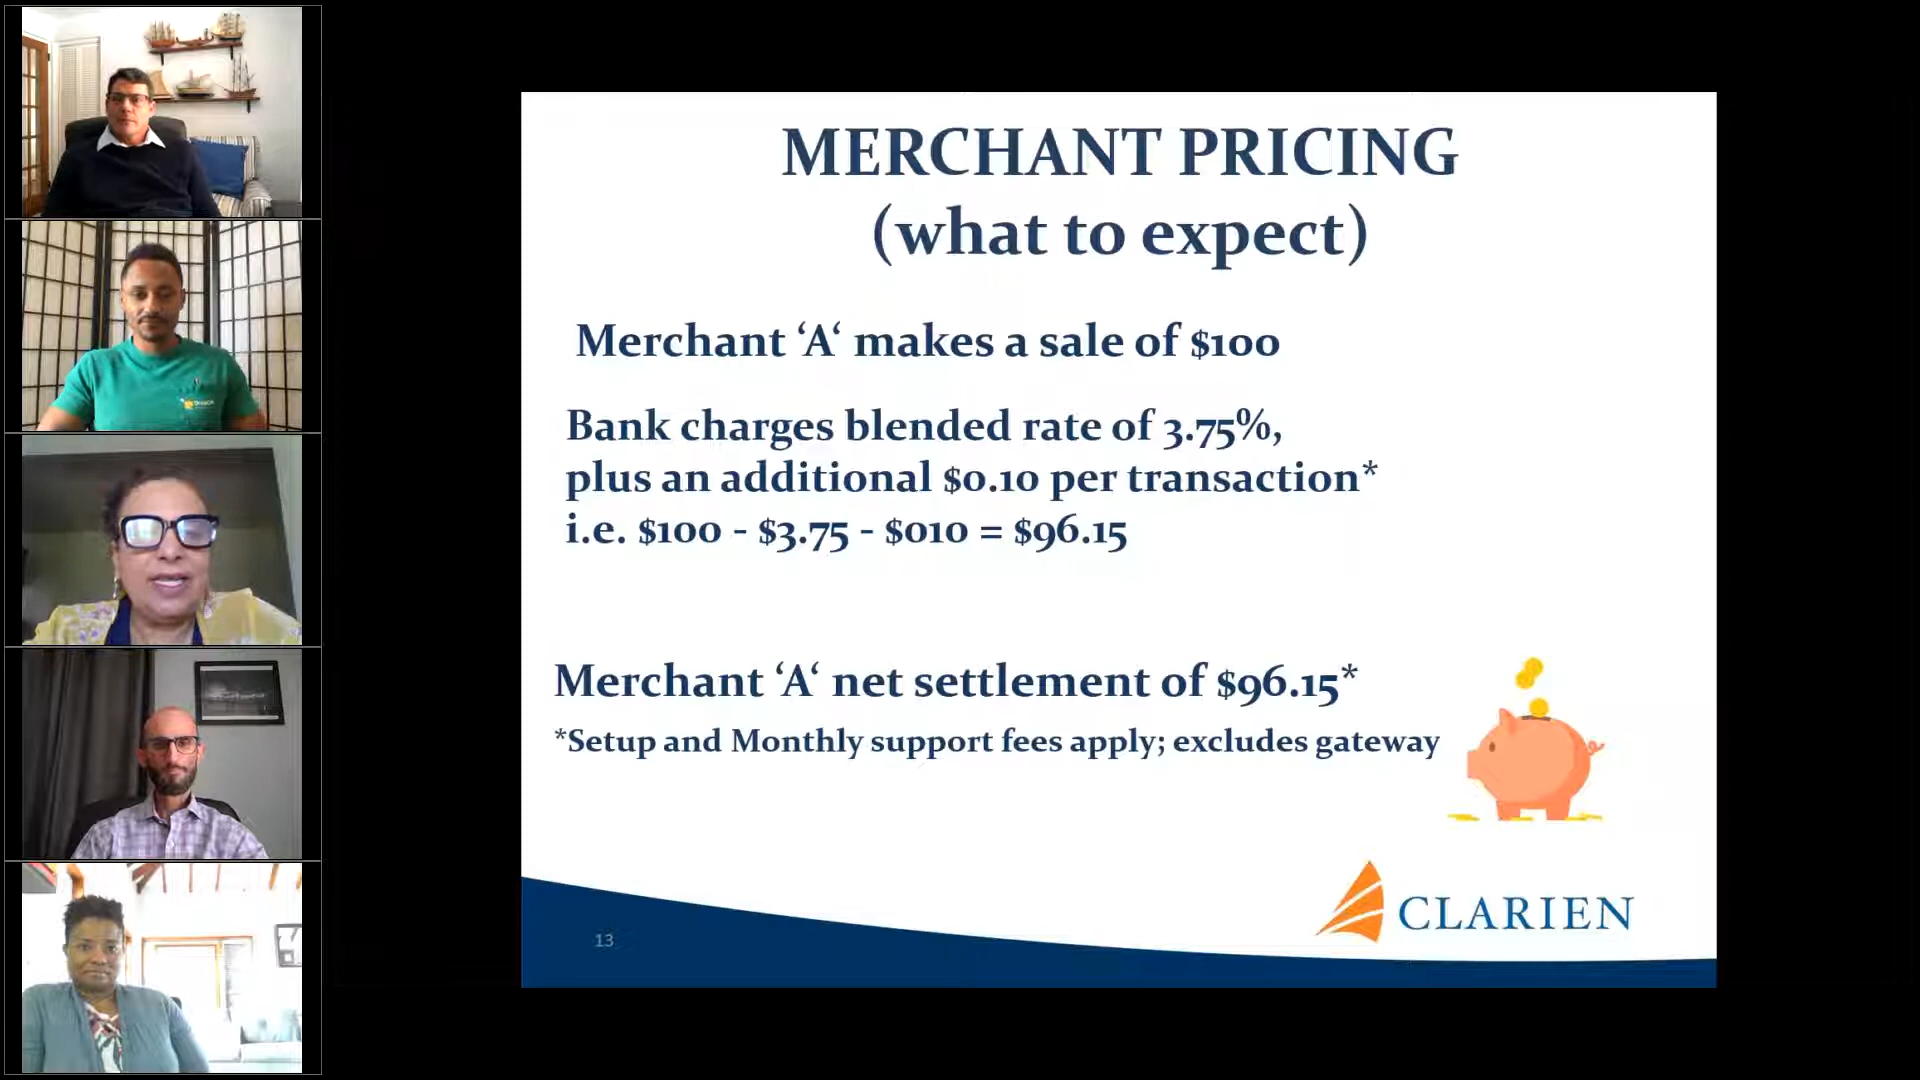 MERCHANT PRICING
(what to expect)
Merchant ‘A‘ makes a sale of $100
Bank charges blended rate of 3.75%,
plus an additional $0.10 per transaction*
i.e. $100 - $3.75 - $010 = $96.15
Merchant ‘A‘ net settlement of $96.15*
*Setup and Monthly support fees apply; excludes gateway
CLARIEN
13